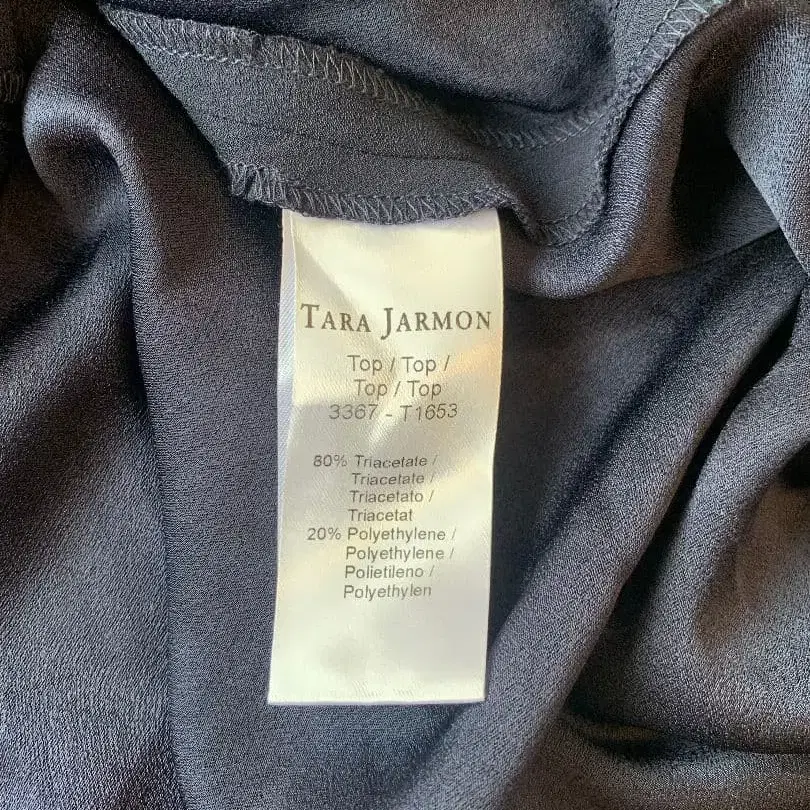 TARA JARMON
Top / Top /
Top / Top
3367 - T1653
80% Triacetate /
Triacetate /
Triacetato /
Triacetat
20% Polyethylene /
Polyethylene /
Polietileno /
Polyethylen